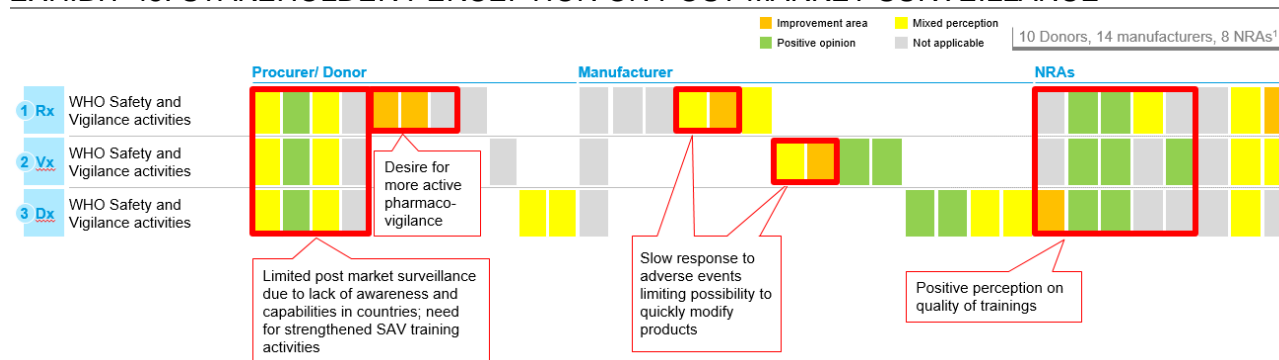 Improvement area
Mixed perception
Positive opinion
Not applicable
10 Donors, 14 manufacturers, 8 NRAs1
Procurer/ Donor
Manufacturer
NRAs
1 Rx
WHO Safety and
Vigilance activities
2 Vx
WHO Safety and
Vigilance activities
3 Dx
WHO Safety and
Vigilance activities
Desire for
more active
pharmaco-
vigilance
Limited post market surveillance
due to lack of awareness and
capabilities in countries; need
for strengthened SAV training
activities
Slow response to
adverse events
limiting possibility to
quickly modify
products
Positive perception on
quality of trainings